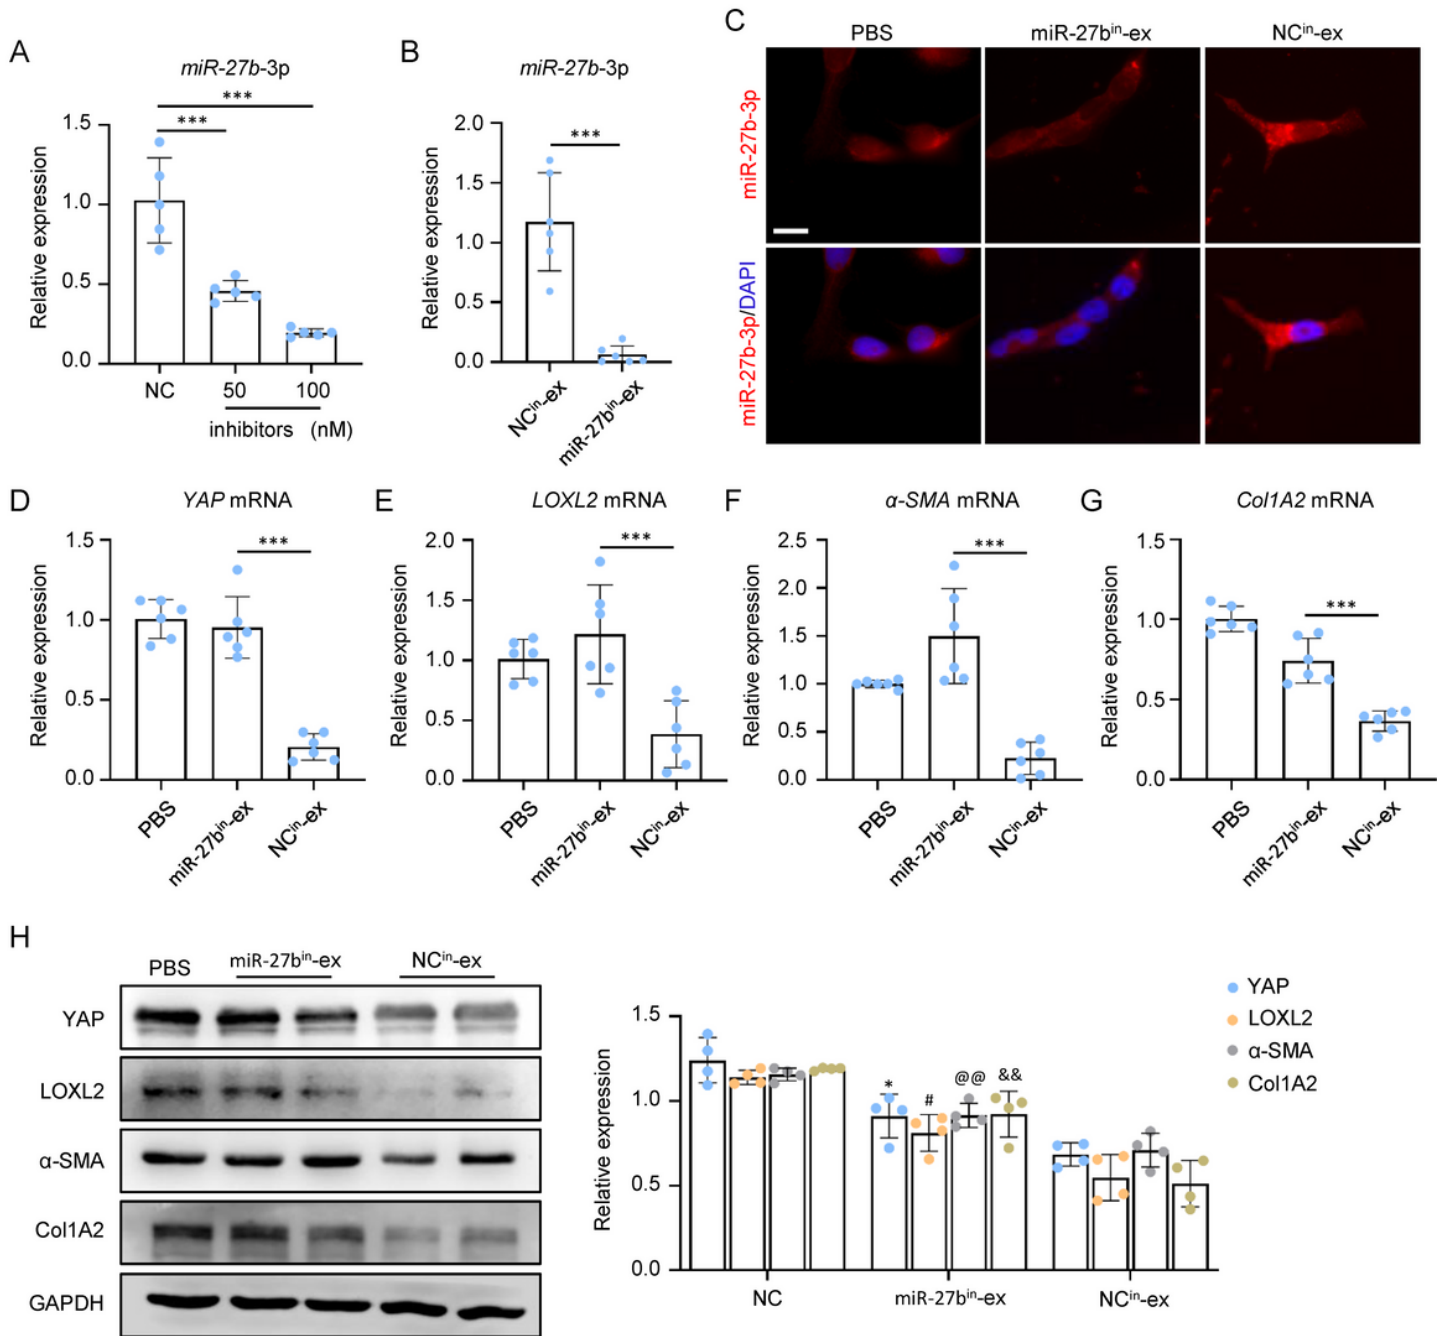 A
miR-27b-3p
***
***
Relative expression
1.5
1.0
0.5
0.0
NC
50
100
inhibitors (nM)
B
miR-27b-3p
***
Relative expression
2.0
1.5
1.0
0.5
0.0
NCⁱⁿ-ex
miR-27bⁱⁿ-ex
C
PBS
miR-27bⁱⁿ-ex
NCⁱⁿ-ex
miR-27b-3p
miR-27b-3p/DAPI
D
YAP mRNA
***
Relative expression
1.5
1.0
0.5
0.0
PBS
miR-27bⁱⁿ-ex
NCⁱⁿ-ex
E
LOXL2 mRNA
***
Relative expression
2.0
1.5
1.0
0.5
0.0
PBS
miR-27bⁱⁿ-ex
NCⁱⁿ-ex
F
α-SMA mRNA
***
Relative expression
2.5
2.0
1.5
1.0
0.5
0.0
PBS
miR-27bⁱⁿ-ex
NCⁱⁿ-ex
G
Col1A2 mRNA
***
Relative expression
1.5
1.0
0.5
0.0
PBS
miR-27bⁱⁿ-ex
NCⁱⁿ-ex
H
PBS
miR-27bⁱⁿ-ex
NCⁱⁿ-ex
YAP
LOXL2
α-SMA
Col1A2
GAPDH
Relative expression
1.5
1.0
0.5
0.0
*
#
@@
&&
NC
miR-27bⁱⁿ-ex
NCⁱⁿ-ex
YAP
LOXL2
α-SMA
Col1A2